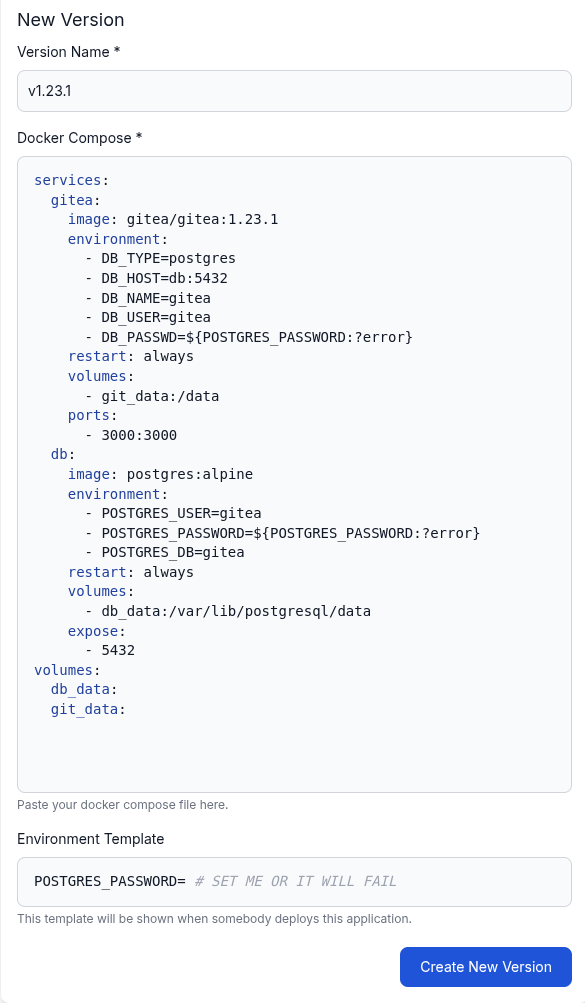 New Version
Version Name *
v1.23.1
Docker Compose *
services:
  gitea:
    image: gitea/gitea:1.23.1
    environment:
      - DB_TYPE=postgres
      - DB_HOST=db:5432
      - DB_NAME=gitea
      - DB_USER=gitea
      - DB_PASSWD=${POSTGRES_PASSWORD:?error}
    restart: always
    volumes:
      - git_data:/data
    ports:
      - 3000:3000
  db:
    image: postgres:alpine
    environment:
      - POSTGRES_USER=gitea
      - POSTGRES_PASSWORD=${POSTGRES_PASSWORD:?error}
      - POSTGRES_DB=gitea
    restart: always
    volumes:
      - db_data:/var/lib/postgresql/data
    expose:
      - 5432
volumes:
  db_data:
  git_data:
Paste your docker compose file here.
Environment Template
POSTGRES_PASSWORD= # SET ME OR IT WILL FAIL
This template will be shown when somebody deploys this application.
Create New Version